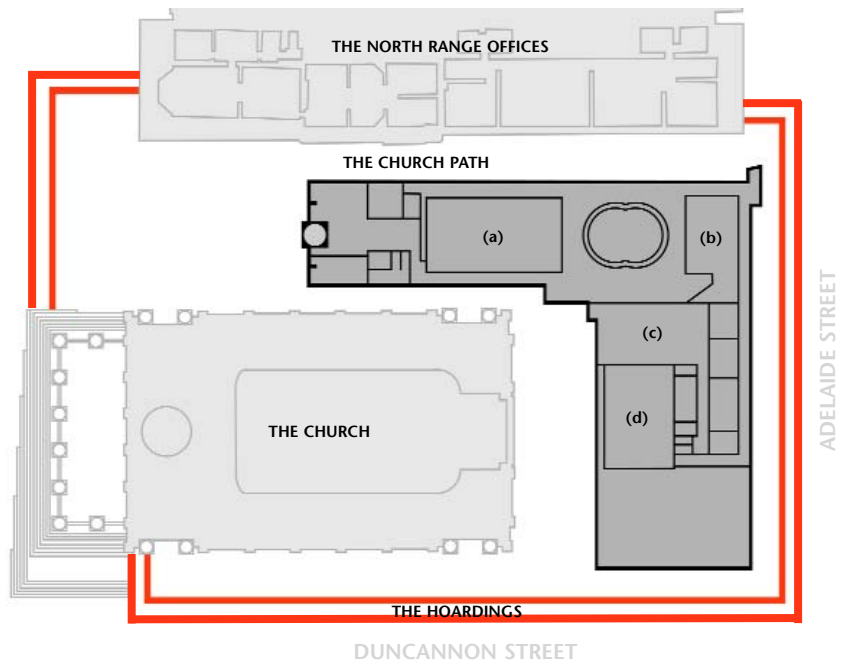 THE NORTH RANGE OFFICES
THE CHURCH PATH
(a)
(b)
(c)
(d)
THE CHURCH
ADELAIDE STREET
THE HOARDINGS
DUNCANNON STREET